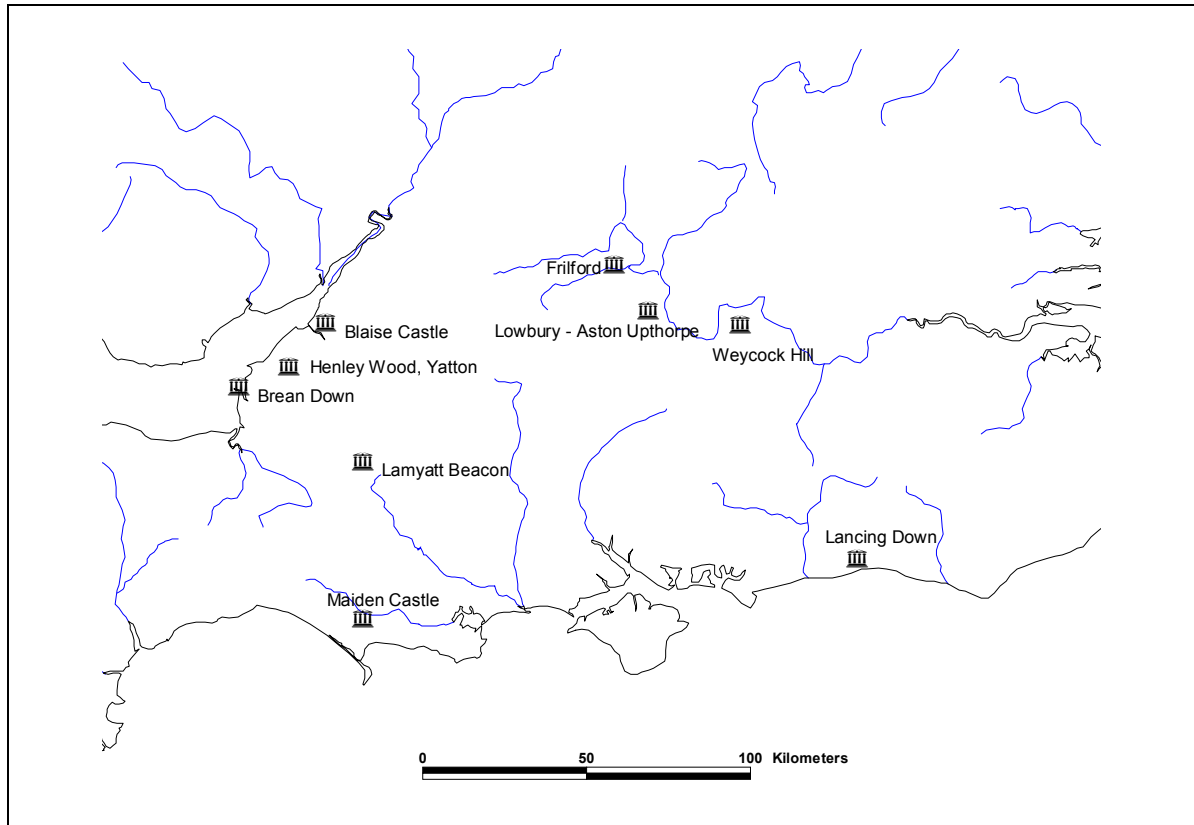 Frilford
Blaise Castle
Lowbury - Aston Upthorpe
Weycock Hill
Henley Wood, Yatton
Brean Down
Lamyatt Beacon
Lancing Down
Maiden Castle
0 50 100 Kilometers